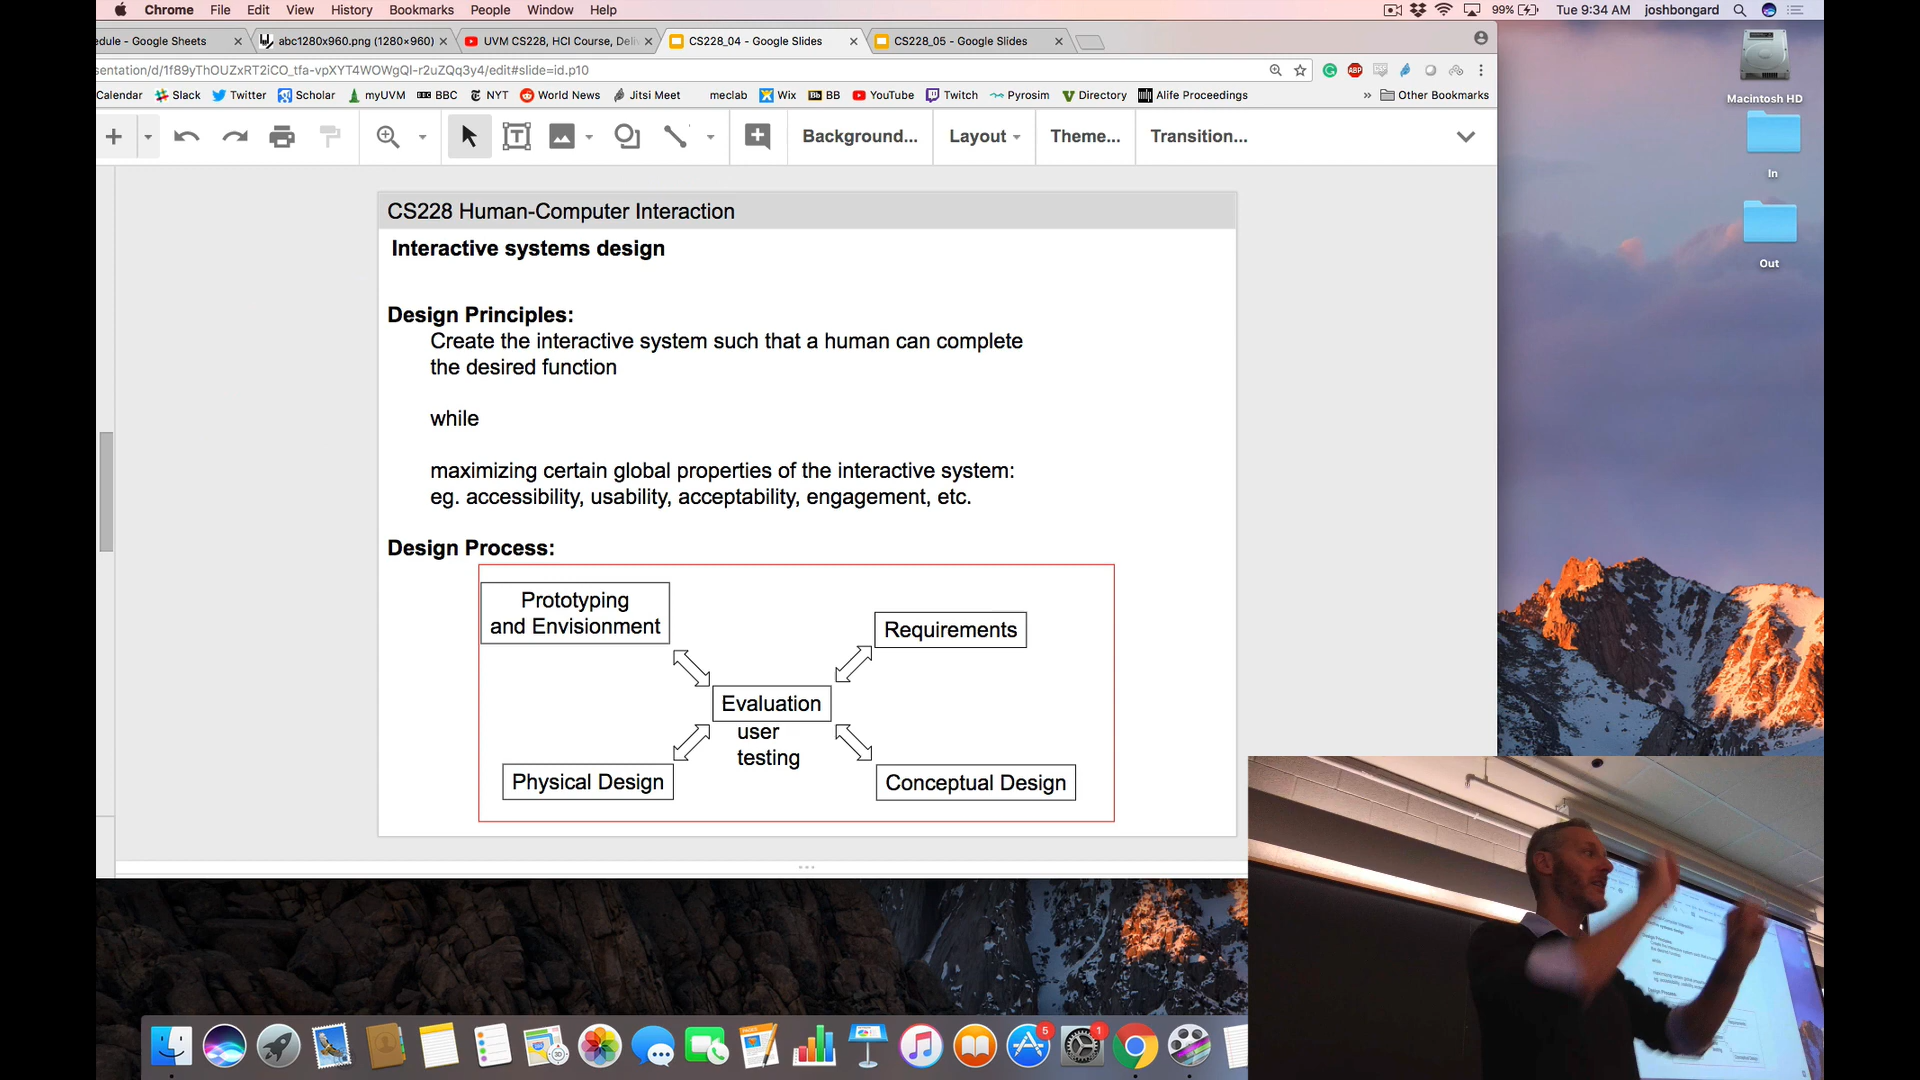 Chrome File Edit View History Bookmarks People Window Help 99% Tue 9:34 AM joshbongard
edule - Google Sheets abc1280x960.png (1280×960) UVM CS228, HCI Course, Deli CS228_04 - Google Slides CS228_05 - Google Slides
sentation/d/1f89yThOUZxRT2iCO_tfa-vpXYT4WOWgQI-r2uZQq3y4/edit#slide=id.p10
Calendar Slack Twitter Scholar myUVM BBC NYT World News Jitsi Meet meclab Wix BB YouTube Twitch Pyrosim Directory Alife Proceedings » Other Bookmarks
Background... Layout Theme... Transition...
Macintosh HD
In
Out
CS228 Human-Computer Interaction
Interactive systems design
Design Principles:
Create the interactive system such that a human can complete
the desired function
while
maximizing certain global properties of the interactive system:
eg. accessibility, usability, acceptability, engagement, etc.
Design Process:
Prototyping
and Envisionment
Requirements
Evaluation
user
testing
Physical Design
Conceptual Design
5
1